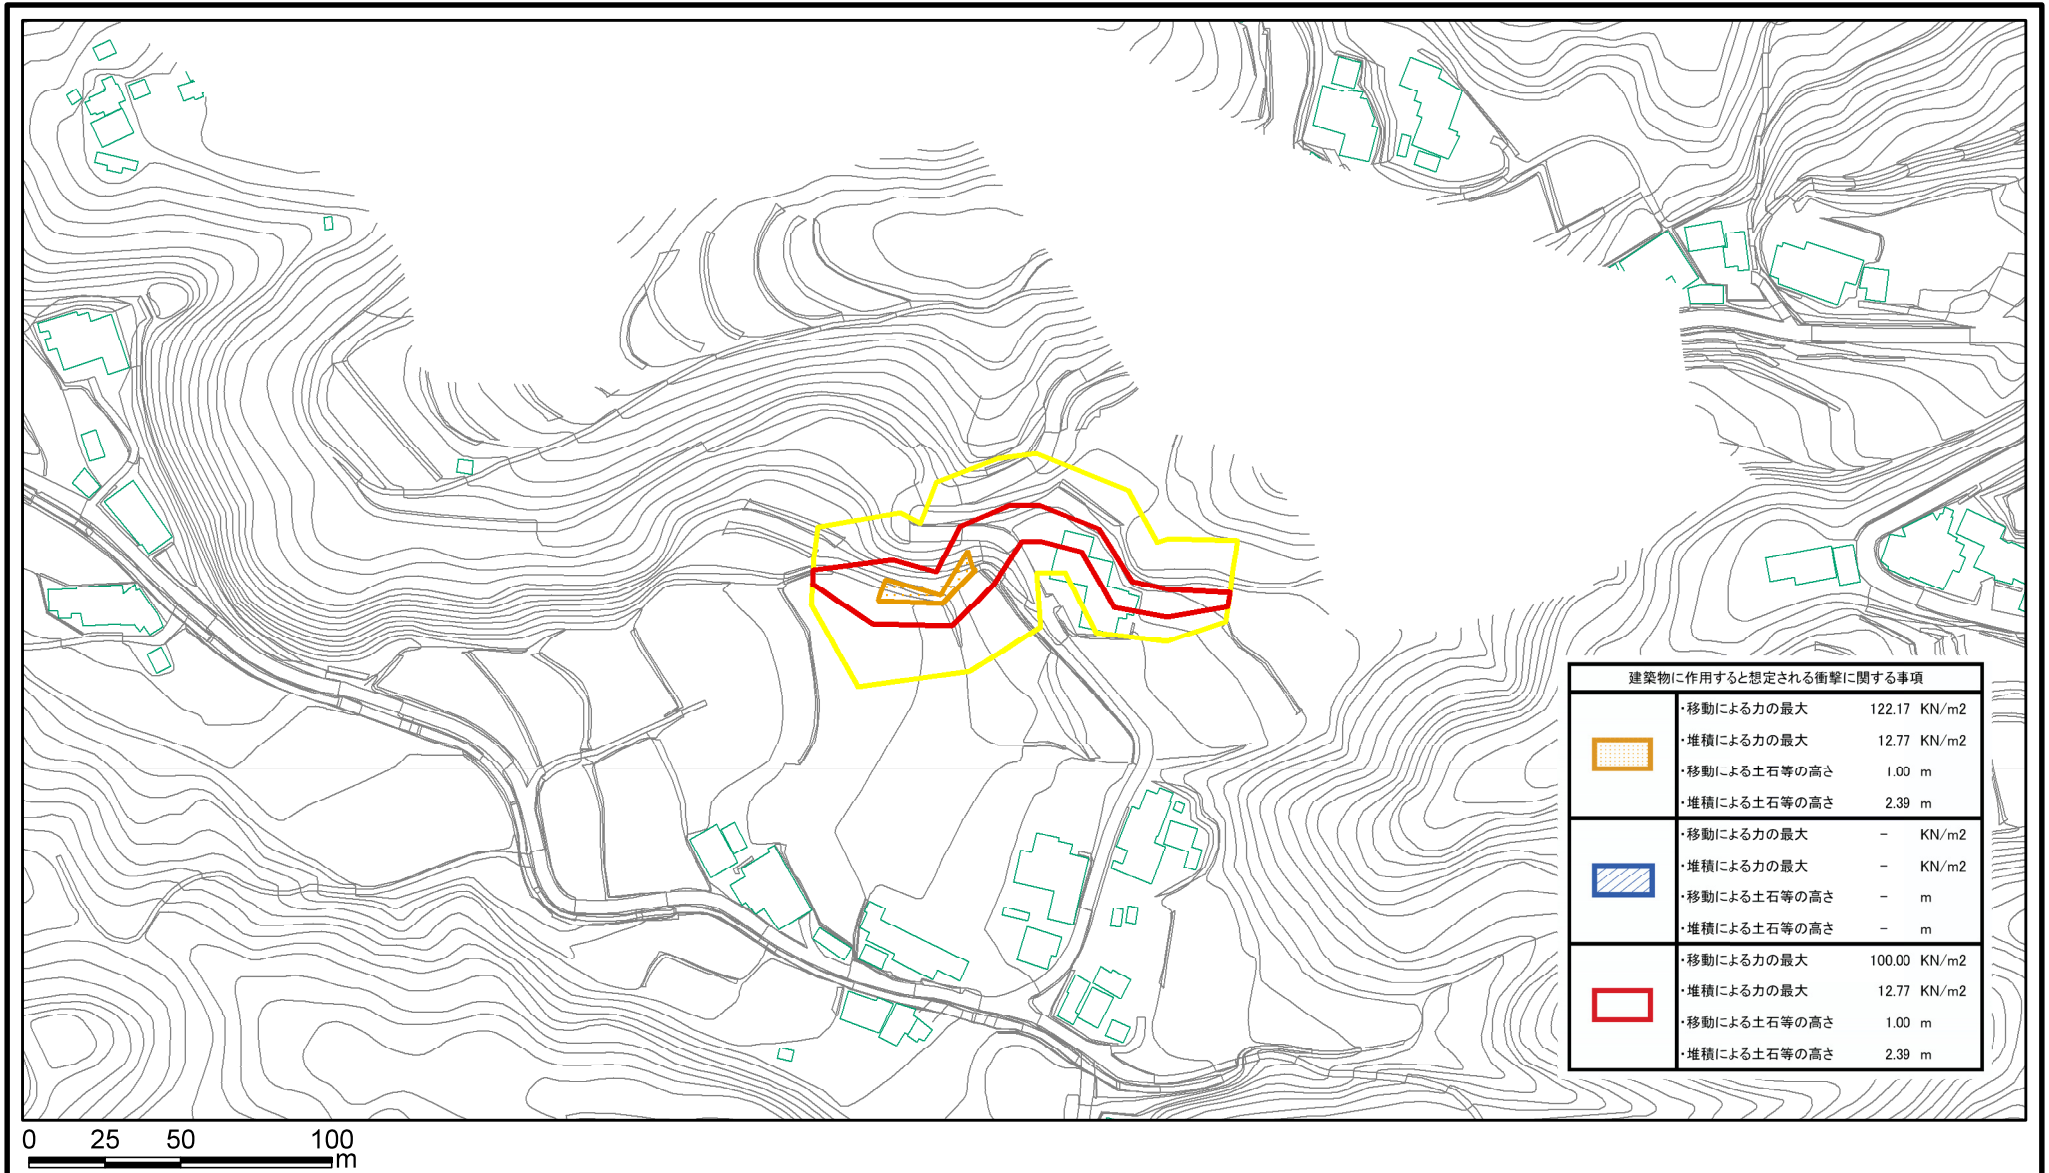 建築物に作用すると想定される衝撃に関する事項
・移動による力の最大 122.17 KN/m2
・堆積による力の最大 12.77 KN/m2
・移動による土石等の高さ 1.00 m
・堆積による土石等の高さ 2.39 m
・移動による力の最大 - KN/m2
・堆積による力の最大 - KN/m2
・移動による土石等の高さ - m
・堆積による土石等の高さ - m
・移動による力の最大 100.00 KN/m2
・堆積による力の最大 12.77 KN/m2
・移動による土石等の高さ 1.00 m
・堆積による土石等の高さ 2.39 m
0 25 50 100
m